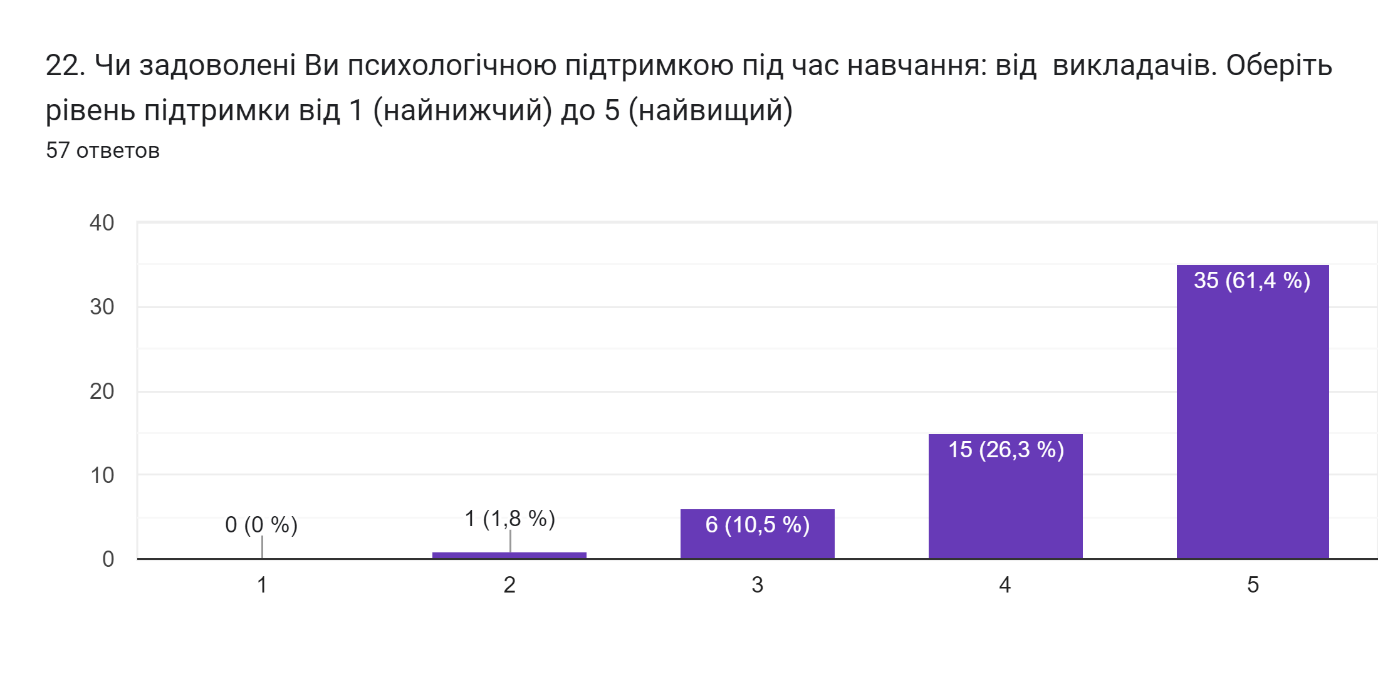 22. Чи задоволені Ви психологічною підтримкою під час навчання: від  викладачів. Оберіть
рівень підтримки від 1 (найнижчий) до 5 (найвищий)
57 ответов
40
30
20
10
0
0 (0 %)
1 (1,8 %)
6 (10,5 %)
15 (26,3 %)
35 (61,4 %)
1
2
3
4
5